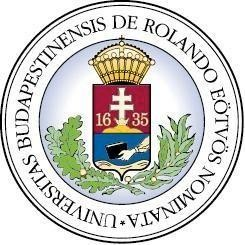 UNIVERSITAS BUDAPESTINENSIS DE ROLANDO EÖTVÖS NOMINATA
16 35